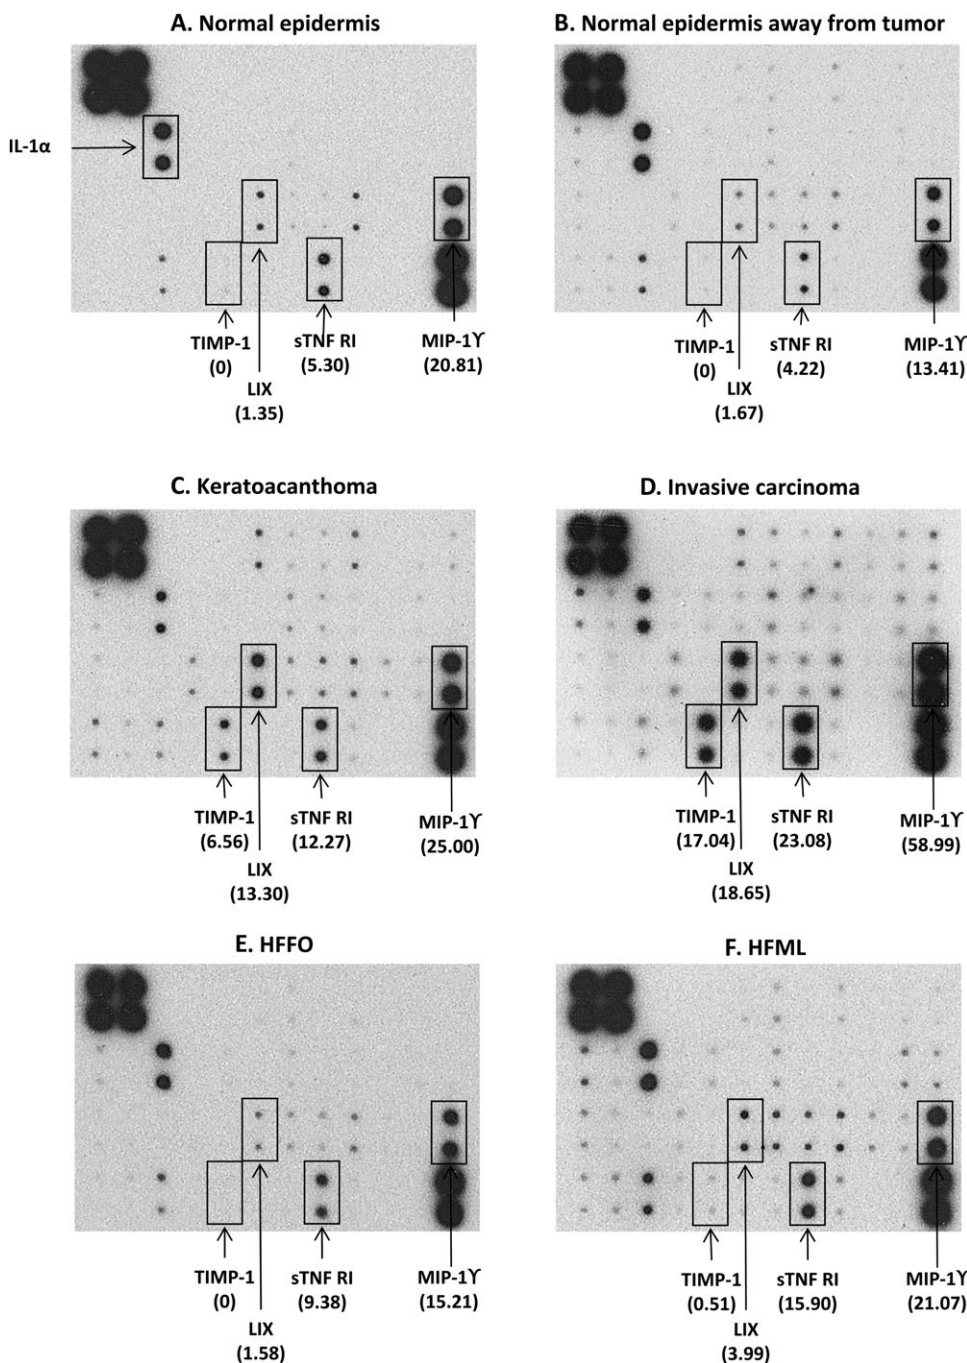 A. Normal epidermis
B. Normal epidermis away from tumor
IL-1α
TIMP-1
(0)
sTNF RI
(5.30)
MIP-1ϒ
(20.81)
LIX
(1.35)
TIMP-1
(0)
sTNF RI
(4.22)
MIP-1ϒ
(13.41)
LIX
(1.67)
C. Keratoacanthoma
D. Invasive carcinoma
TIMP-1
(6.56)
sTNF RI
(12.27)
MIP-1ϒ
(25.00)
LIX
(13.30)
TIMP-1
(17.04)
sTNF RI
(23.08)
MIP-1ϒ
(58.99)
LIX
(18.65)
E. HFFO
F. HFML
TIMP-1
(0)
sTNF RI
(9.38)
MIP-1ϒ
(15.21)
LIX
(1.58)
TIMP-1
(0.51)
sTNF RI
(15.90)
MIP-1ϒ
(21.07)
LIX
(3.99)